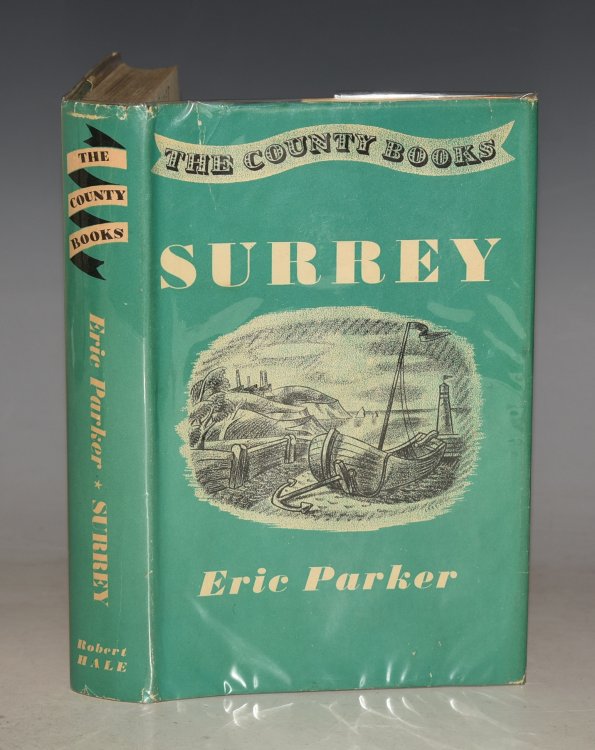 THE COUNTY BOOKS
SURREY
Eric Parker
THE
COUNTY
BOOKS
Eric Parker * SURREY
Robert
HALE